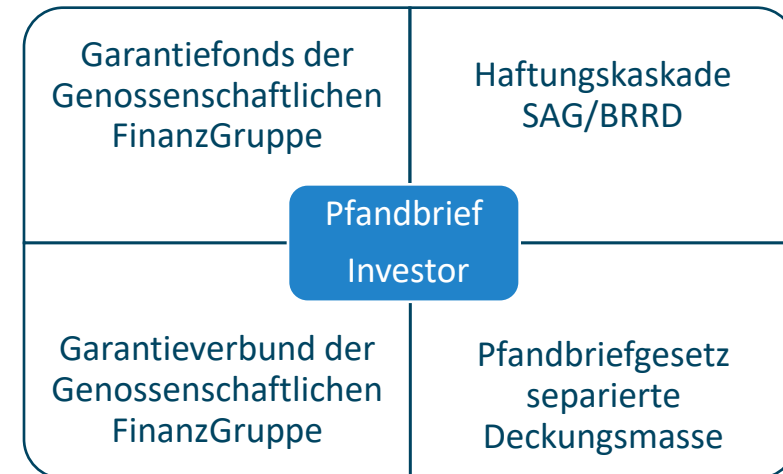 Garantiefonds der
Genossenschaftlichen
FinanzGruppe
Haftungskaskade
SAG/BRRD
Pfandbrief
Investor
Garantieverbund der
Genossenschaftlichen
FinanzGruppe
Pfandbriefgesetz
separierte
Deckungsmasse